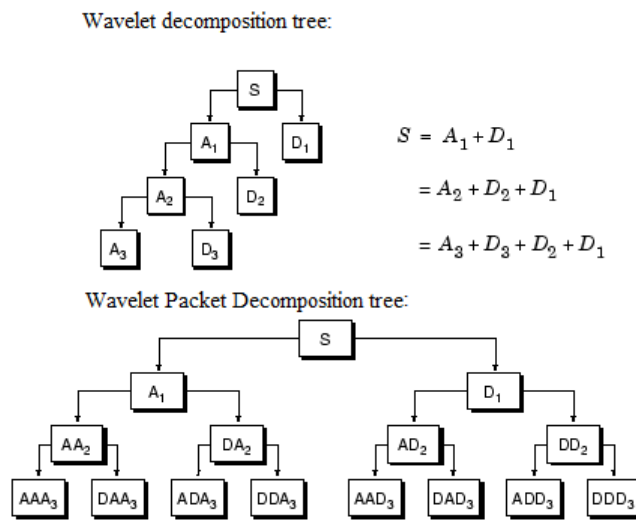 Wavelet decomposition tree:
S
A₁ D₁
S = A₁ + D₁
A₂ D₂
= A₂ + D₂ + D₁
A₃ D₃
= A₃ + D₃ + D₂ + D₁
Wavelet Packet Decomposition tree:
S
A₁ D₁
AA₂ DA₂ AD₂ DD₂
AAA₃ DAA₃ ADA₃ DDA₃ AAD₃ DAD₃ ADD₃ DDD₃